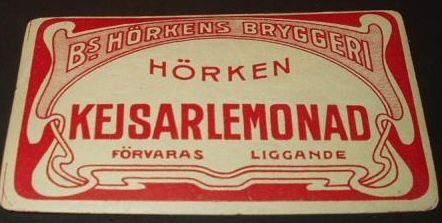 BS HÖRKENS BRYGGERI
HÖRKEN
KEJSARLEMONAD
FÖRVARAS LIGGANDE